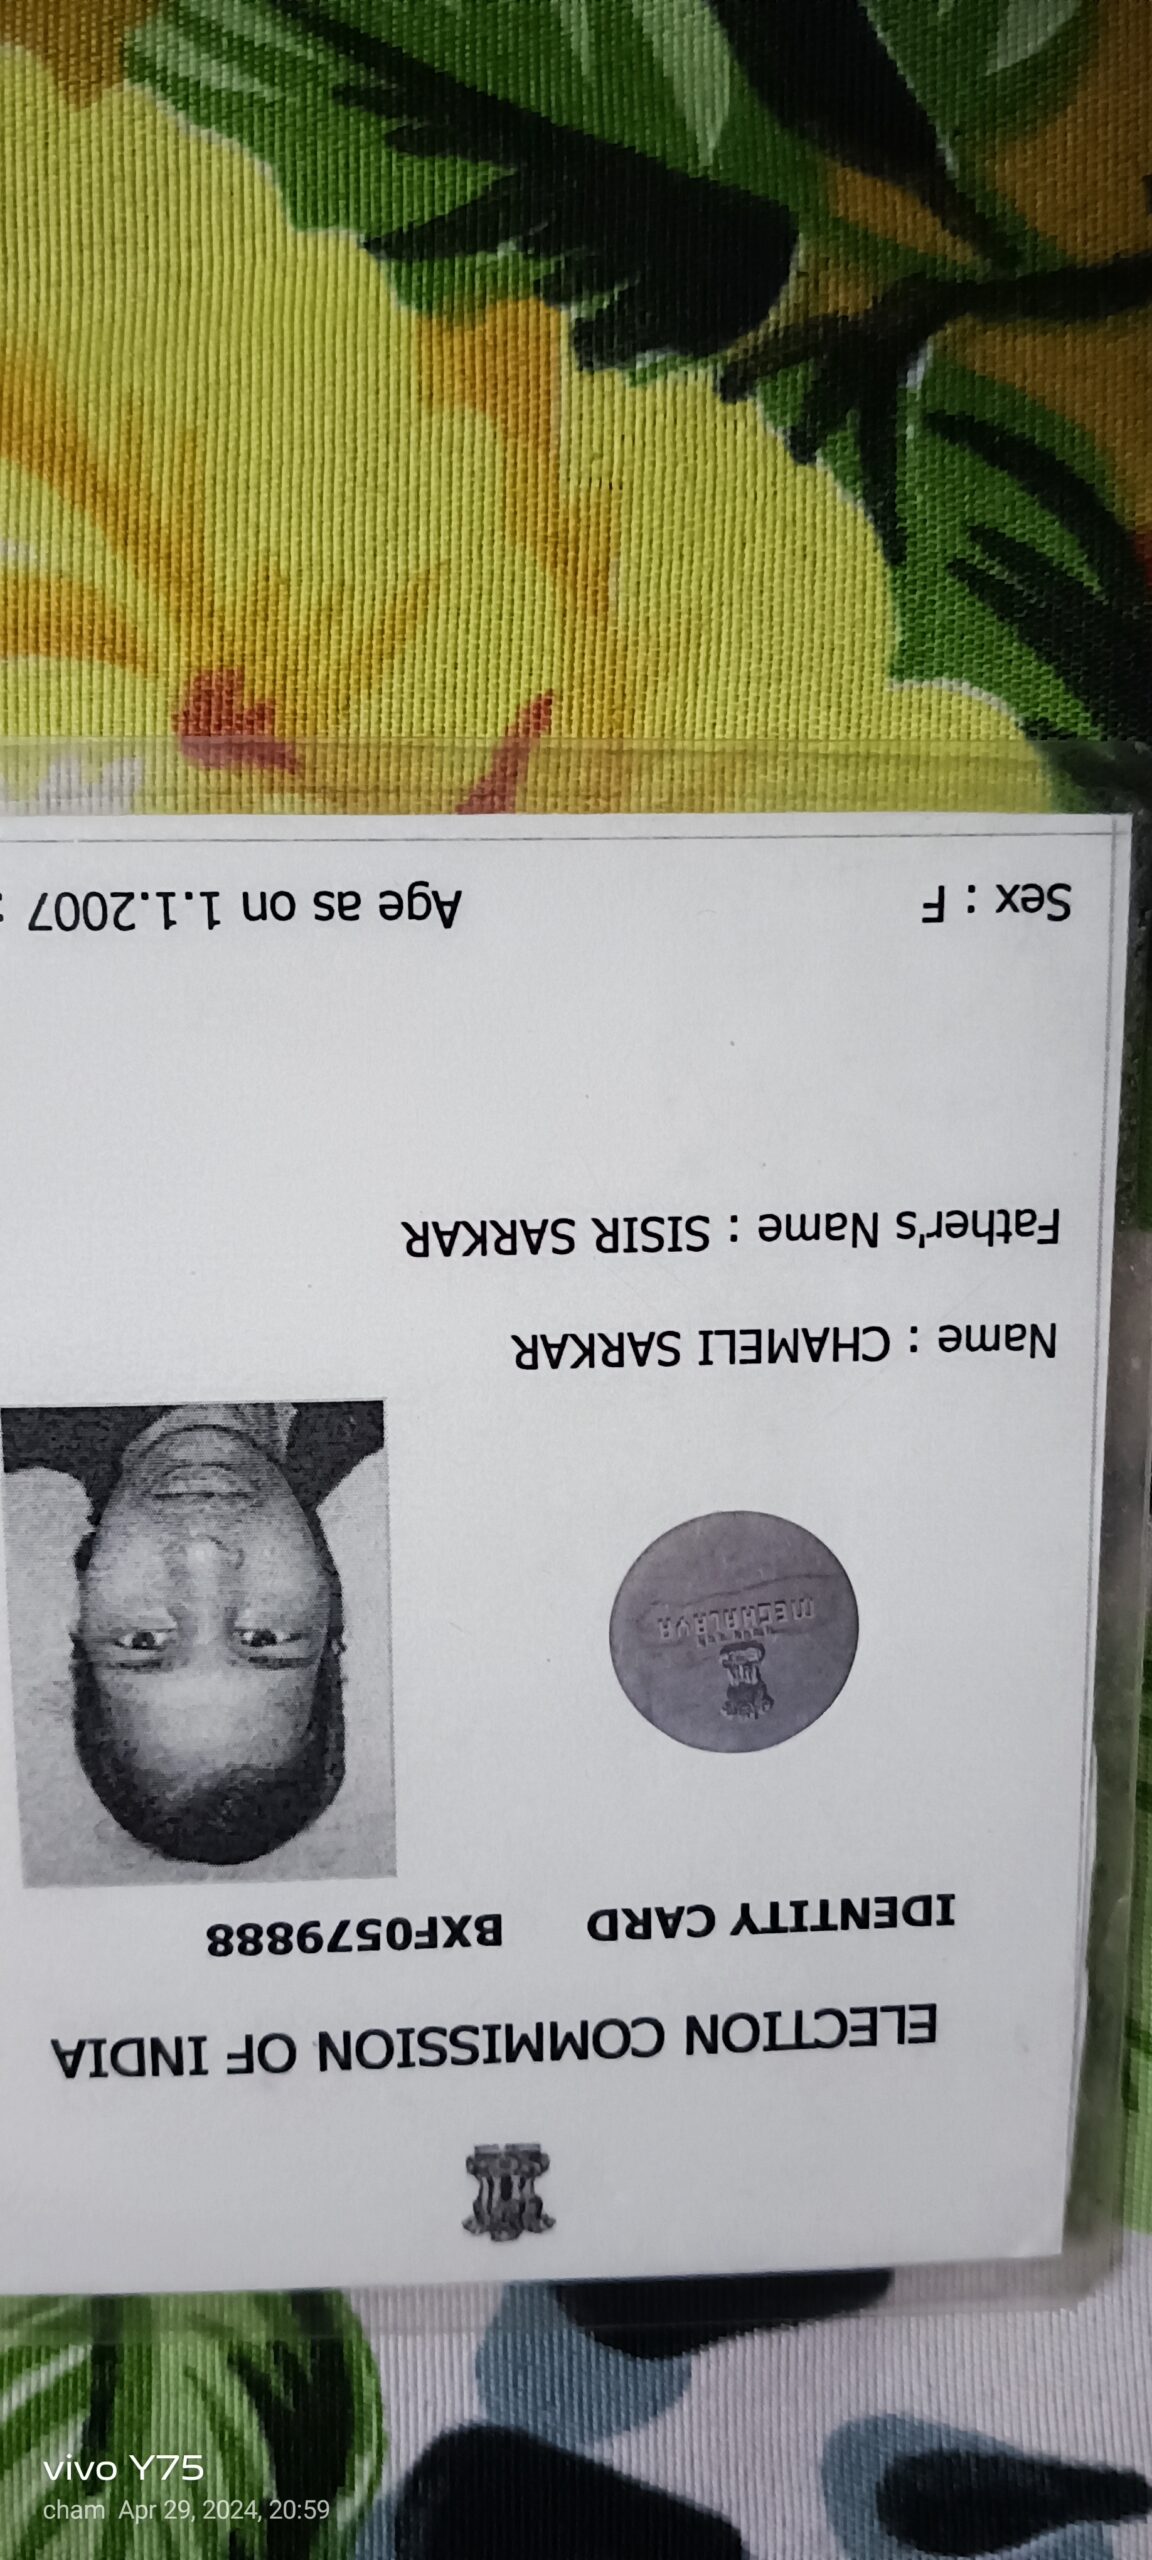 ELECTION COMMISSION OF INDIA
IDENTITY CARD BXF0579888
MEGHALAYA
Name : CHAMELI SARKAR
Father's Name : SISIR SARKAR
Sex : F Age as on 1.1.2007 :
vivo Y75
cham Apr 29, 2024, 20:59